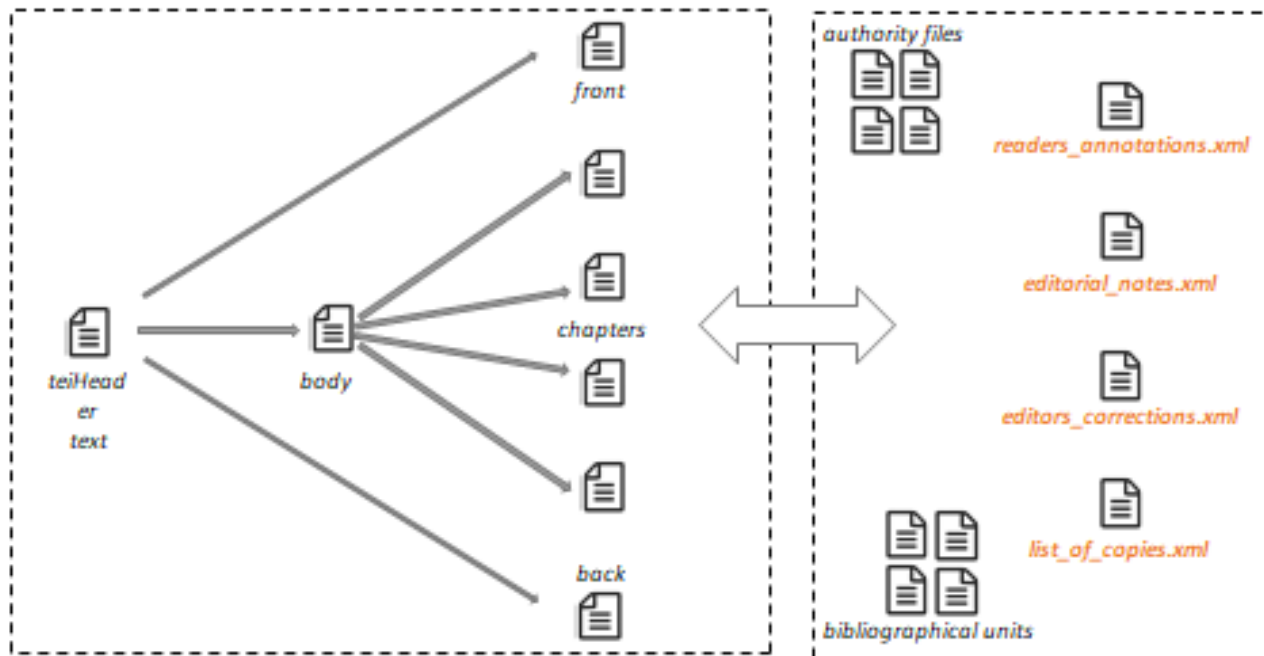 front
chapters
teiHead
er
text
body
back
authority files
readers_annotations.xml
editorial_notes.xml
editors_corrections.xml
list_of_copies.xml
bibliographical units